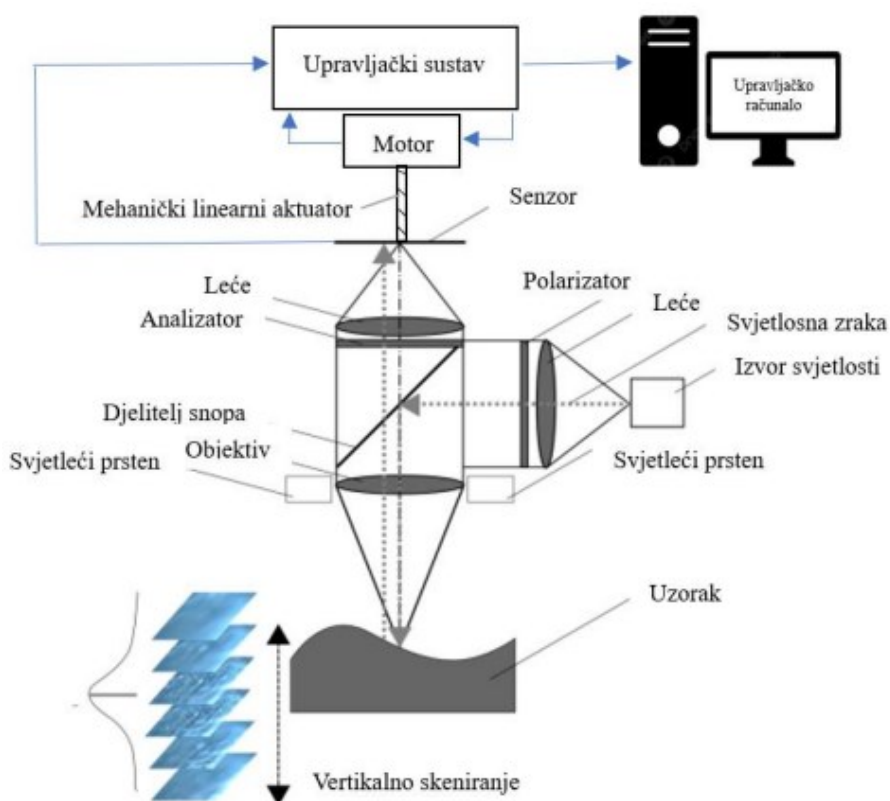 Upravljački sustav
Upravljačko
računalo
Motor
Mehanički linearni aktuator
Senzor
Leće
Analizator
Polarizator
Leće
Svjetlosna zraka
Izvor svjetlosti
Djelitelj snopa
Objektiv
Svjetleći prsten
Svjetleći prsten
Uzorak
Vertikalno skeniranje